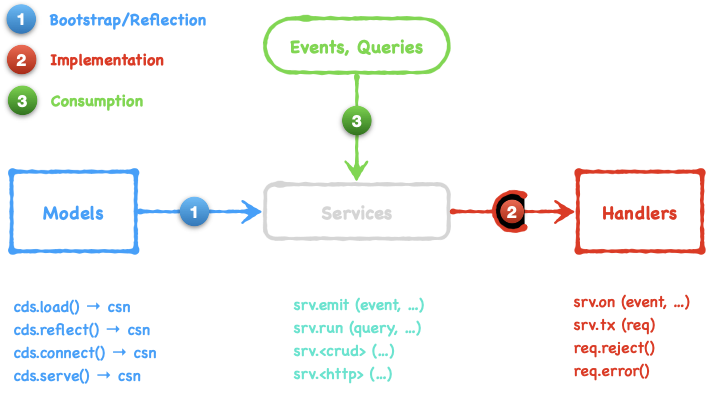 1 Bootstrap/Reflection
2 Implementation
3 Consumption
Events, Queries
3
Models
1
Services
2
Handlers
cds.load() → csn
cds.reflect() → csn
cds.connect() → csn
cds.serve() → csn
srv.emit (event, ...)
srv.run (query, ...)
srv.<crud> (...)
srv.<http> (...)
srv.on (event, ...)
srv.tx (req)
req.reject()
req.error()